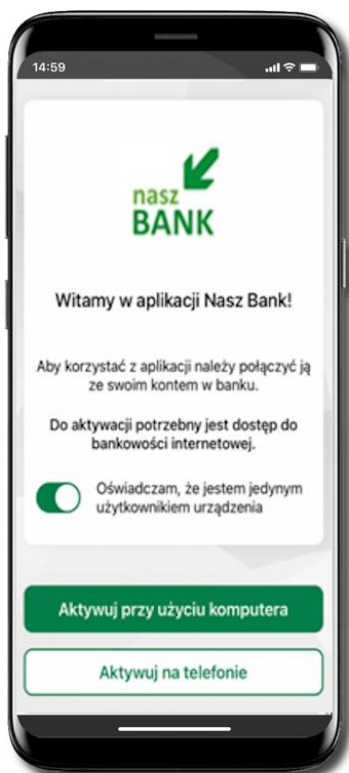 14:59
nasz
BANK
Witamy w aplikacji Nasz Bank!
Aby korzystać z aplikacji należy połączyć ją
ze swoim kontem w banku.
Do aktywacji potrzebny jest dostęp do
bankowości internetowej.
Oświadczam, że jestem jedynym
użytkownikiem urządzenia
Aktywuj przy użyciu komputera
Aktywuj na telefonie